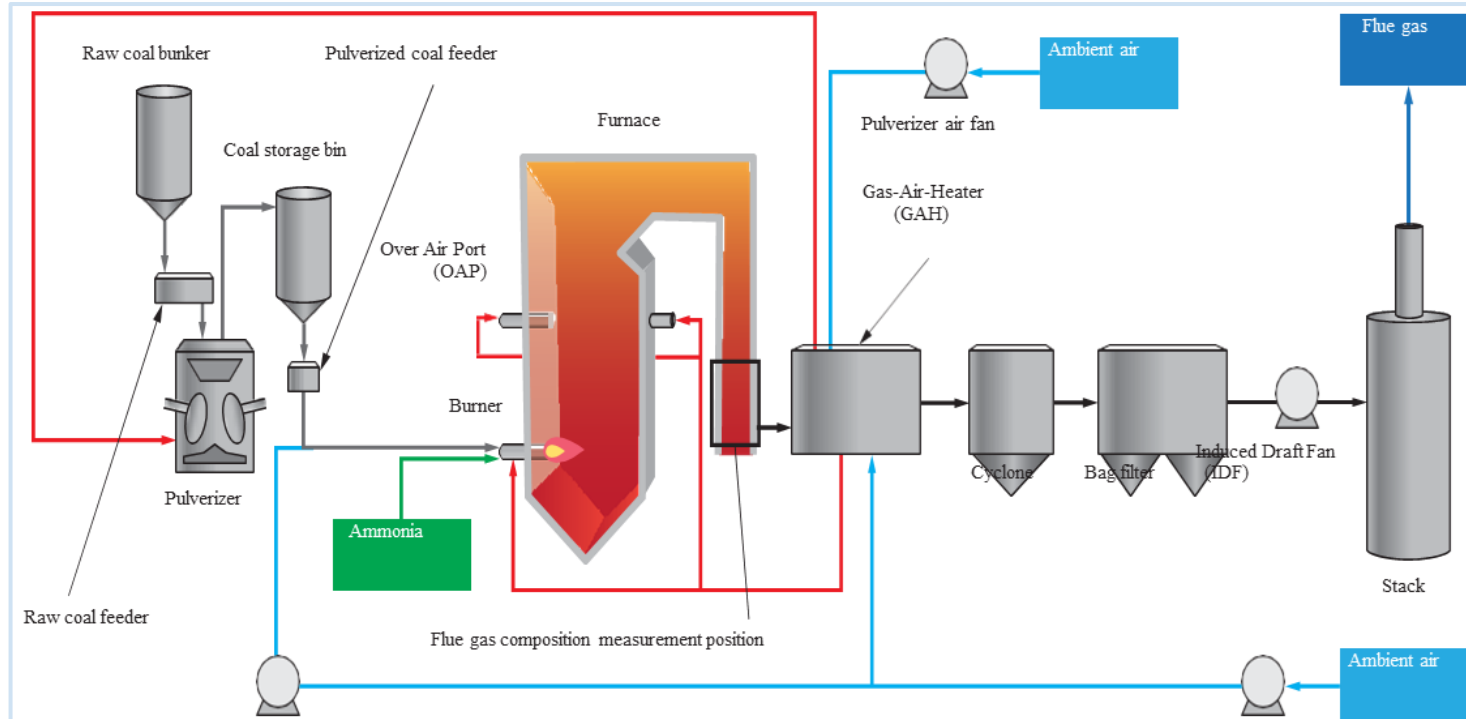 Flue gas
Raw coal bunker
Pulverized coal feeder
Ambient air
Furnace
Pulverizer air fan
Coal storage bin
Gas-Air-Heater
(GAH)
Over Air Port
(OAP)
Burner
Cyclone
Bag filter
Induced Draft Fan
(IDF)
Pulverizer
Ammonia
Stack
Raw coal feeder
Flue gas composition measurement position
Ambient air